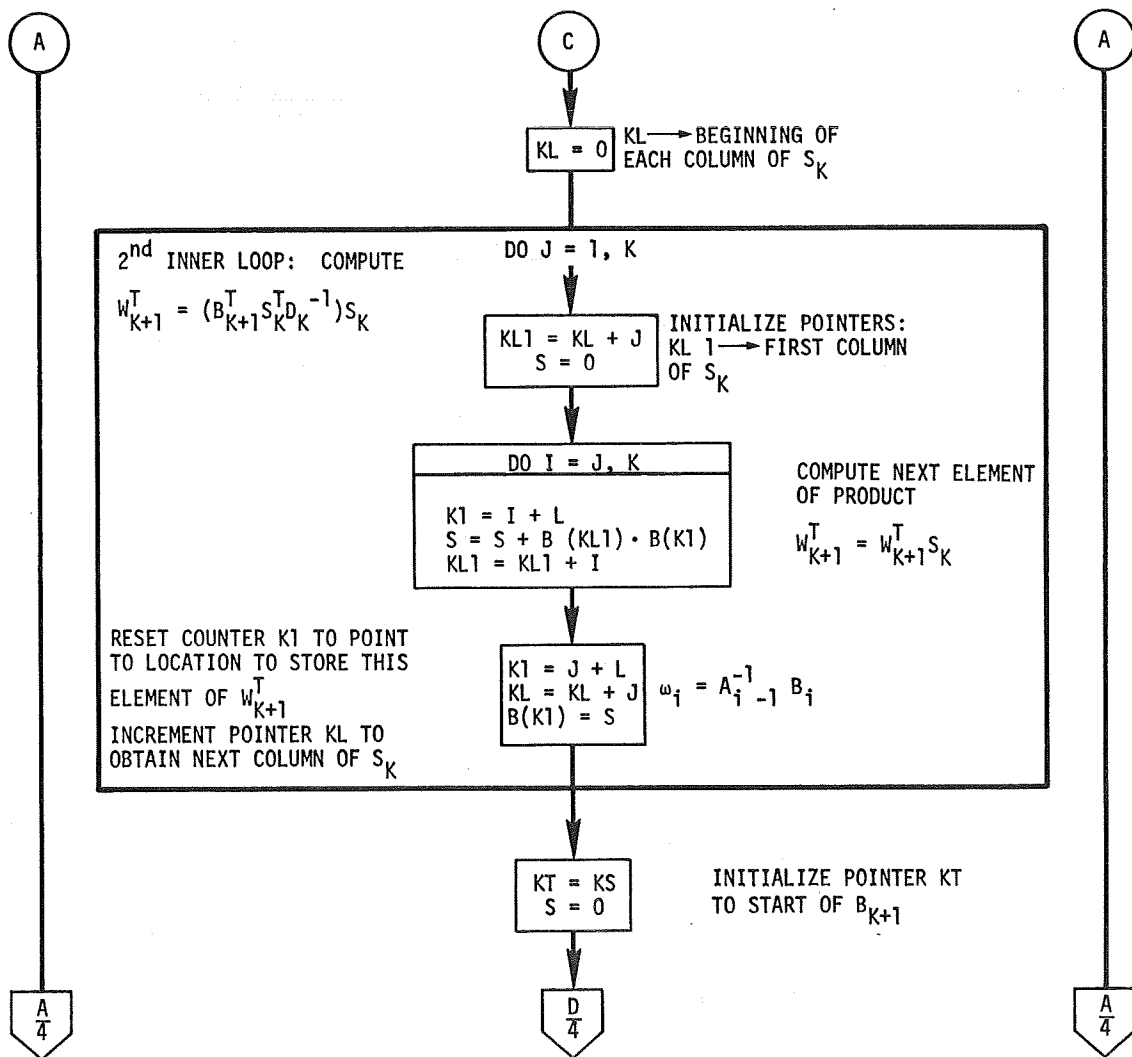 A
C
A
KL = 0
KL → BEGINNING OF
EACH COLUMN OF S_K
2nd INNER LOOP: COMPUTE
W^T_{K+1} = (B^T_{K+1} S^T_K D_K^{-1})S_K
DO J = 1, K
KL1 = KL + J
S = 0
INITIALIZE POINTERS:
KL 1 → FIRST COLUMN
OF S_K
DO I = J, K
K1 = I + L
S = S + B (KL1) · B(K1)
KL1 = KL1 + I
COMPUTE NEXT ELEMENT
OF PRODUCT
W^T_{K+1} = W^T_{K+1} S_K
RESET COUNTER K1 TO POINT
TO LOCATION TO STORE THIS
ELEMENT OF W^T_{K+1}
INCREMENT POINTER KL TO
OBTAIN NEXT COLUMN OF S_K
K1 = J + L
KL = KL + J
B(K1) = S
ω_i = A_i^{-1}_{-1} B_i
KT = KS
S = 0
INITIALIZE POINTER KT
TO START OF B_{K+1}
A
4
D
4
A
4